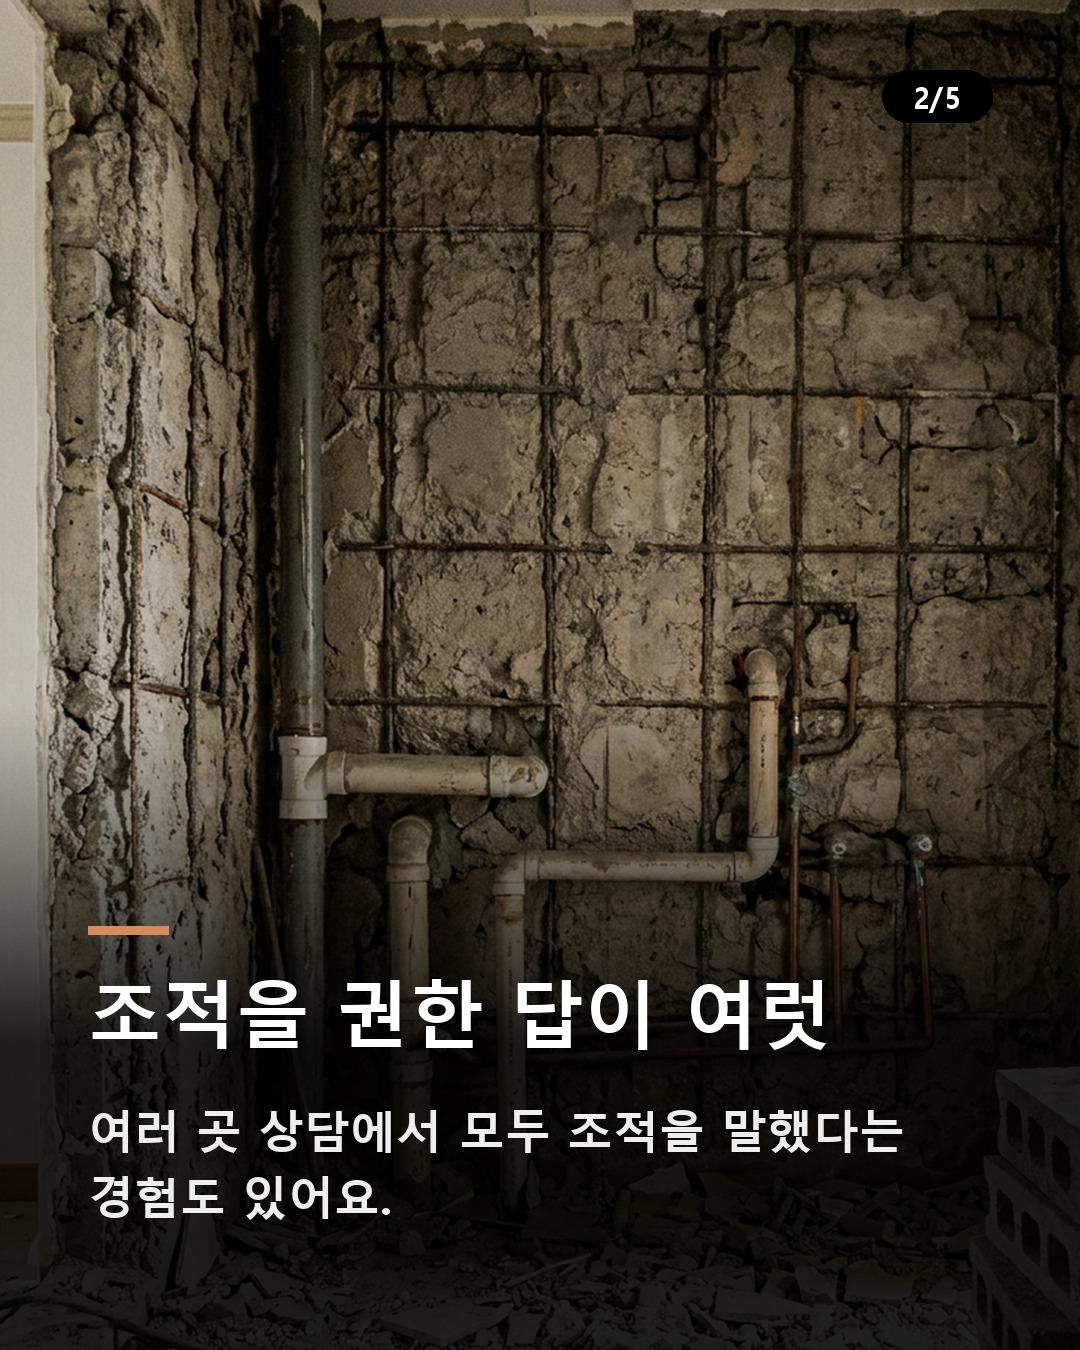 2/5
조적을 권한 답이 여럿
여러 곳 상담에서 모두 조적을 말했다는
경험도 있어요.